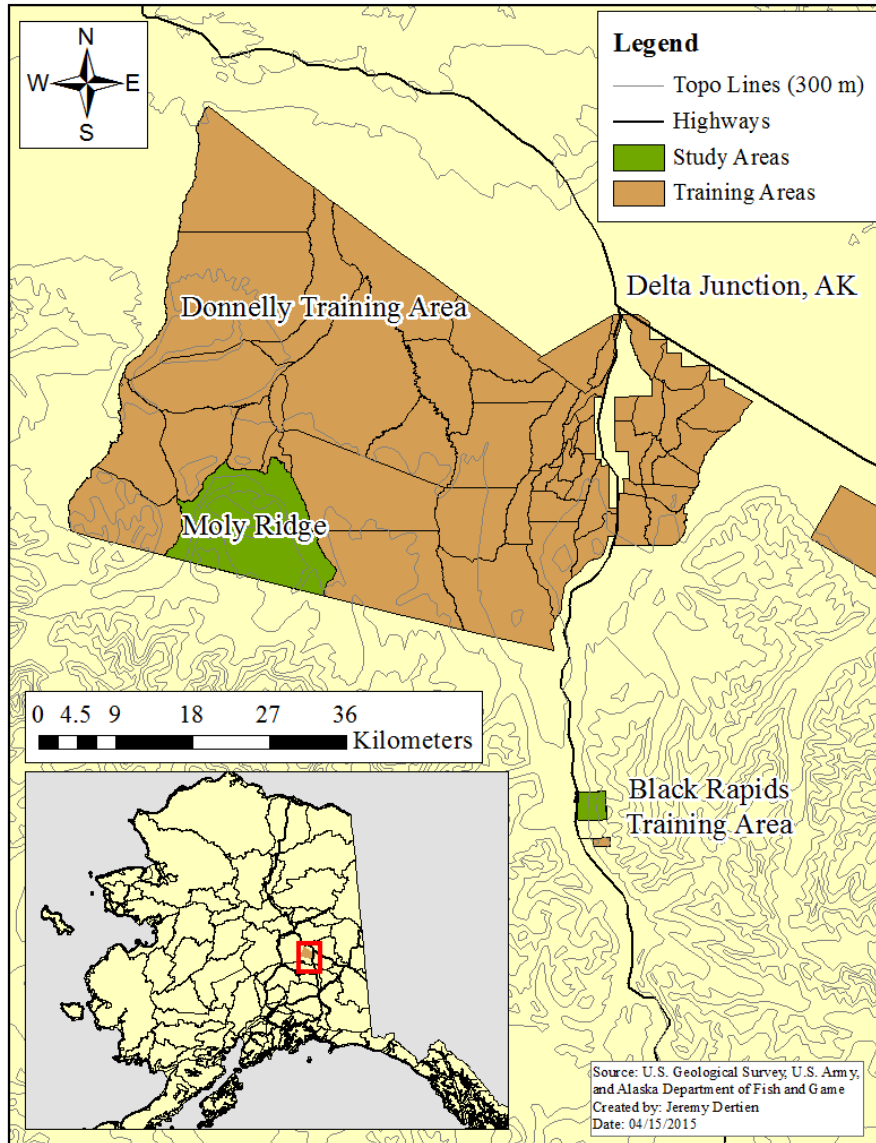 N
W E
S
Legend
Topo Lines (300 m)
Highways
Study Areas
Training Areas
Delta Junction, AK
Donnelly Training Area
Moly Ridge
0 4.5 9 18 27 36
Kilometers
Black Rapids
Training Area
Source: U.S. Geological Survey, U.S. Army,
and Alaska Department of Fish and Game
Created by: Jeremy Dertien
Date: 04/15/2015